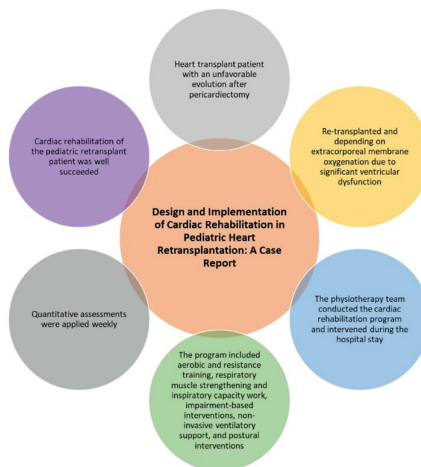 Heart transplant patient
with an unfavorable
evolution after
pericardiectomy
Re-transplanted and
depending on
extracorporeal membrane
oxygenation due to
significant ventricular
dysfunction
The physiotherapy team
conducted the cardiac
rehabilitation program
and intervened during the
hospital stay
The program included
aerobic and resistance
training, respiratory
muscle strengthening and
inspiratory capacity work,
impairment-based
interventions, non-
invasive ventilatory
support, and postural
interventions
Quantitative assessments
were applied weekly
Cardiac rehabilitation of
the pediatric retransplant
patient was well
succeeded
Design and Implementation
of Cardiac Rehabilitation in
Pediatric Heart
Retransplantation: A Case
Report